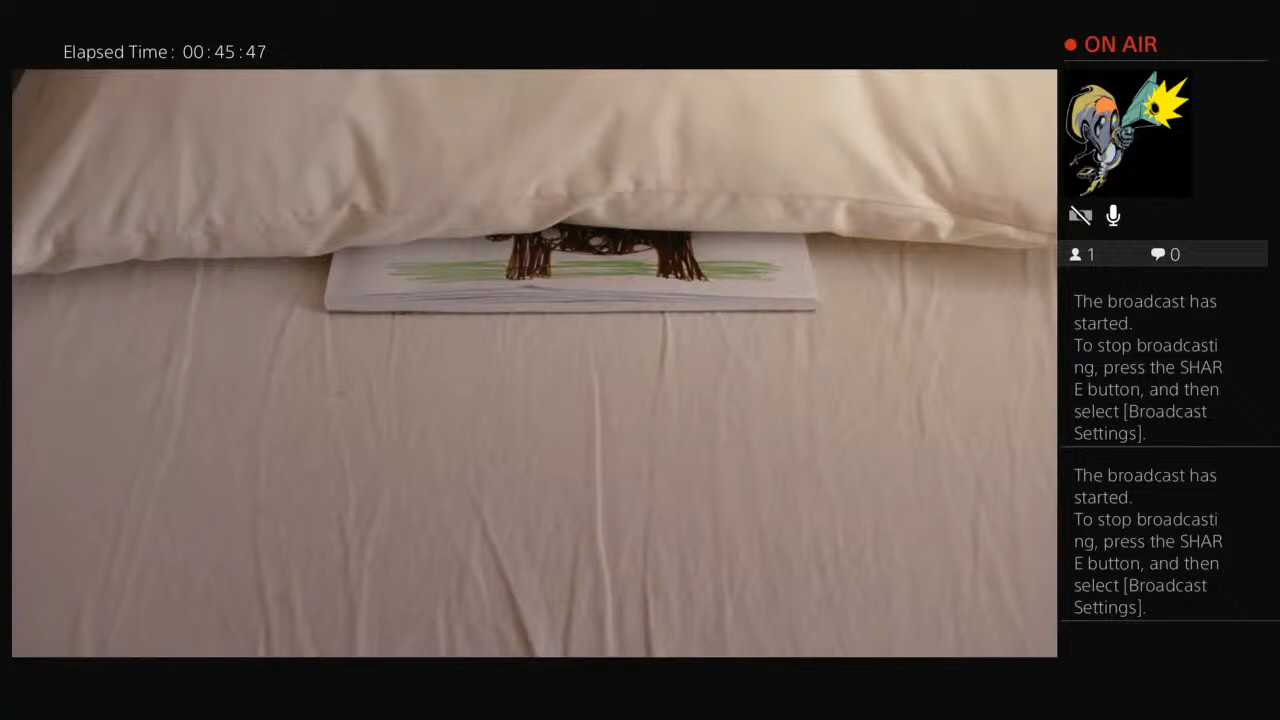 Elapsed Time: 00:45:47
ON AIR
1
0
The broadcast has
started.
To stop broadcasti
ng, press the SHAR
E button, and then
select [Broadcast
Settings].
The broadcast has
started.
To stop broadcasti
ng, press the SHAR
E button, and then
select [Broadcast
Settings].